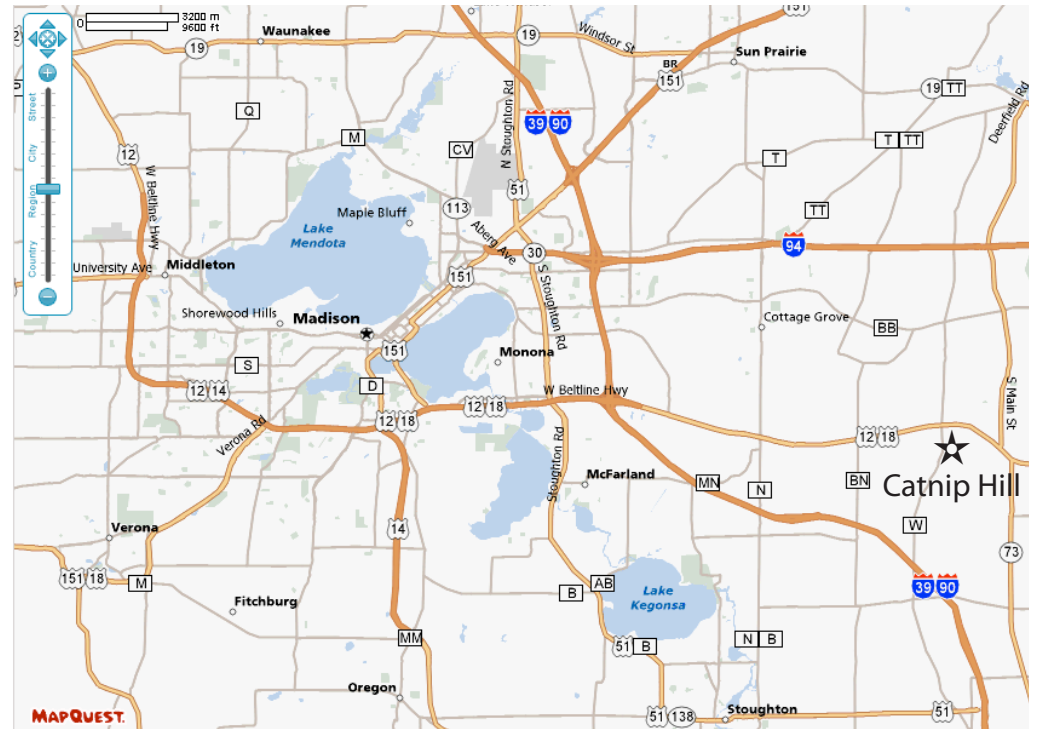 0
3200 m
9600 ft
Waunakee
19
19
Windsor St
151
Sun Prairie
BR
151
19 TT
Deerfield Rd
Street
City
Region
Country
Q
M
CV
N Stoughton Rd
39 90
T
T TT
12
W Beltline Hwy
51
113
Maple Bluff
TT
Lake
Mendota
Aberg Ave
30
94
University Ave
Middleton
151
S Stoughton Rd
Shorewood Hills
Madison
Cottage Grove
BB
151
Monona
S
D
W Beltline Hwy
S Main St
12 14
12 18
12 18
12 18
Verona Rd
Stoughton Rd
McFarland
MN
N
BN
Catnip Hill
Verona
14
W
73
151 18
M
Fitchburg
B
AB
Lake
Kegonsa
39 90
MM
51 B
N B
Oregon
MAPQUEST.
51 138
Stoughton
51